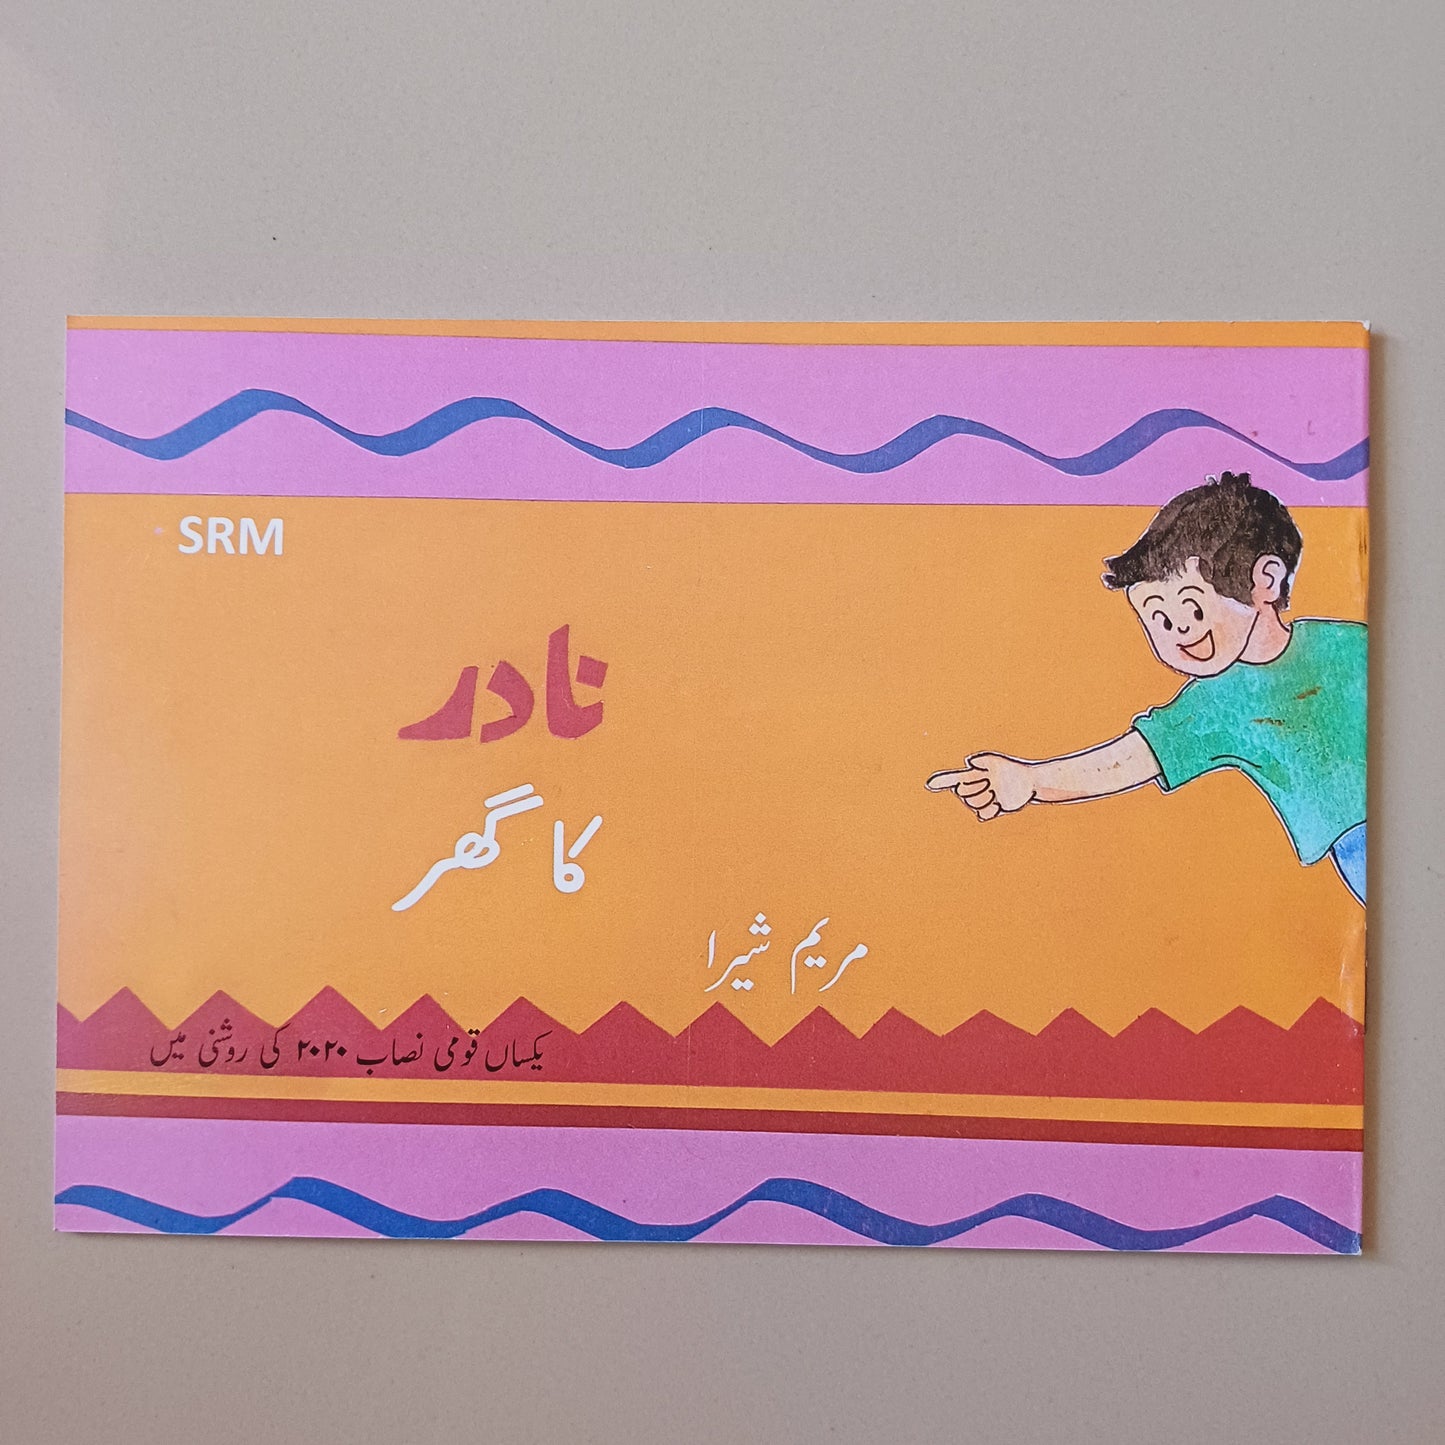 SRM
نادر
کا گھر
مریم شیرا
یکساں قومی نصاب ۲۰۲۰ کی روشنی میں